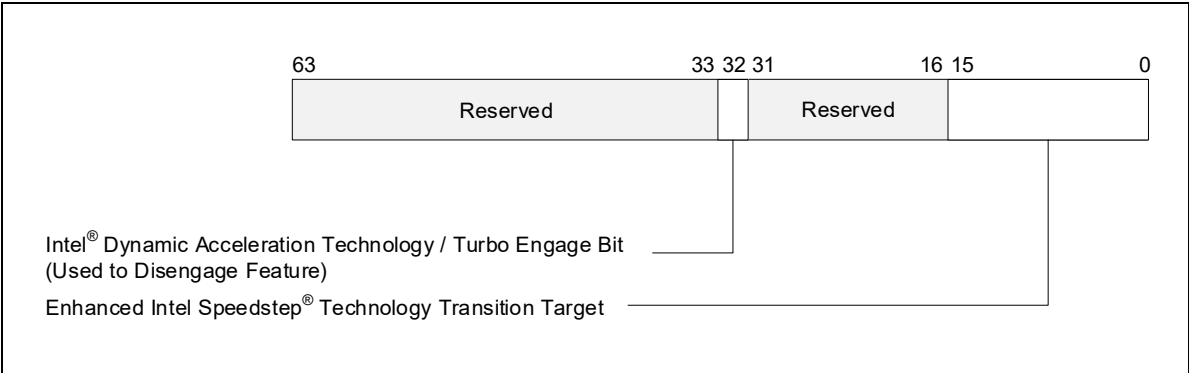 63 33 32 31 16 15 0
Reserved Reserved
Intel® Dynamic Acceleration Technology / Turbo Engage Bit
(Used to Disengage Feature)
Enhanced Intel Speedstep® Technology Transition Target